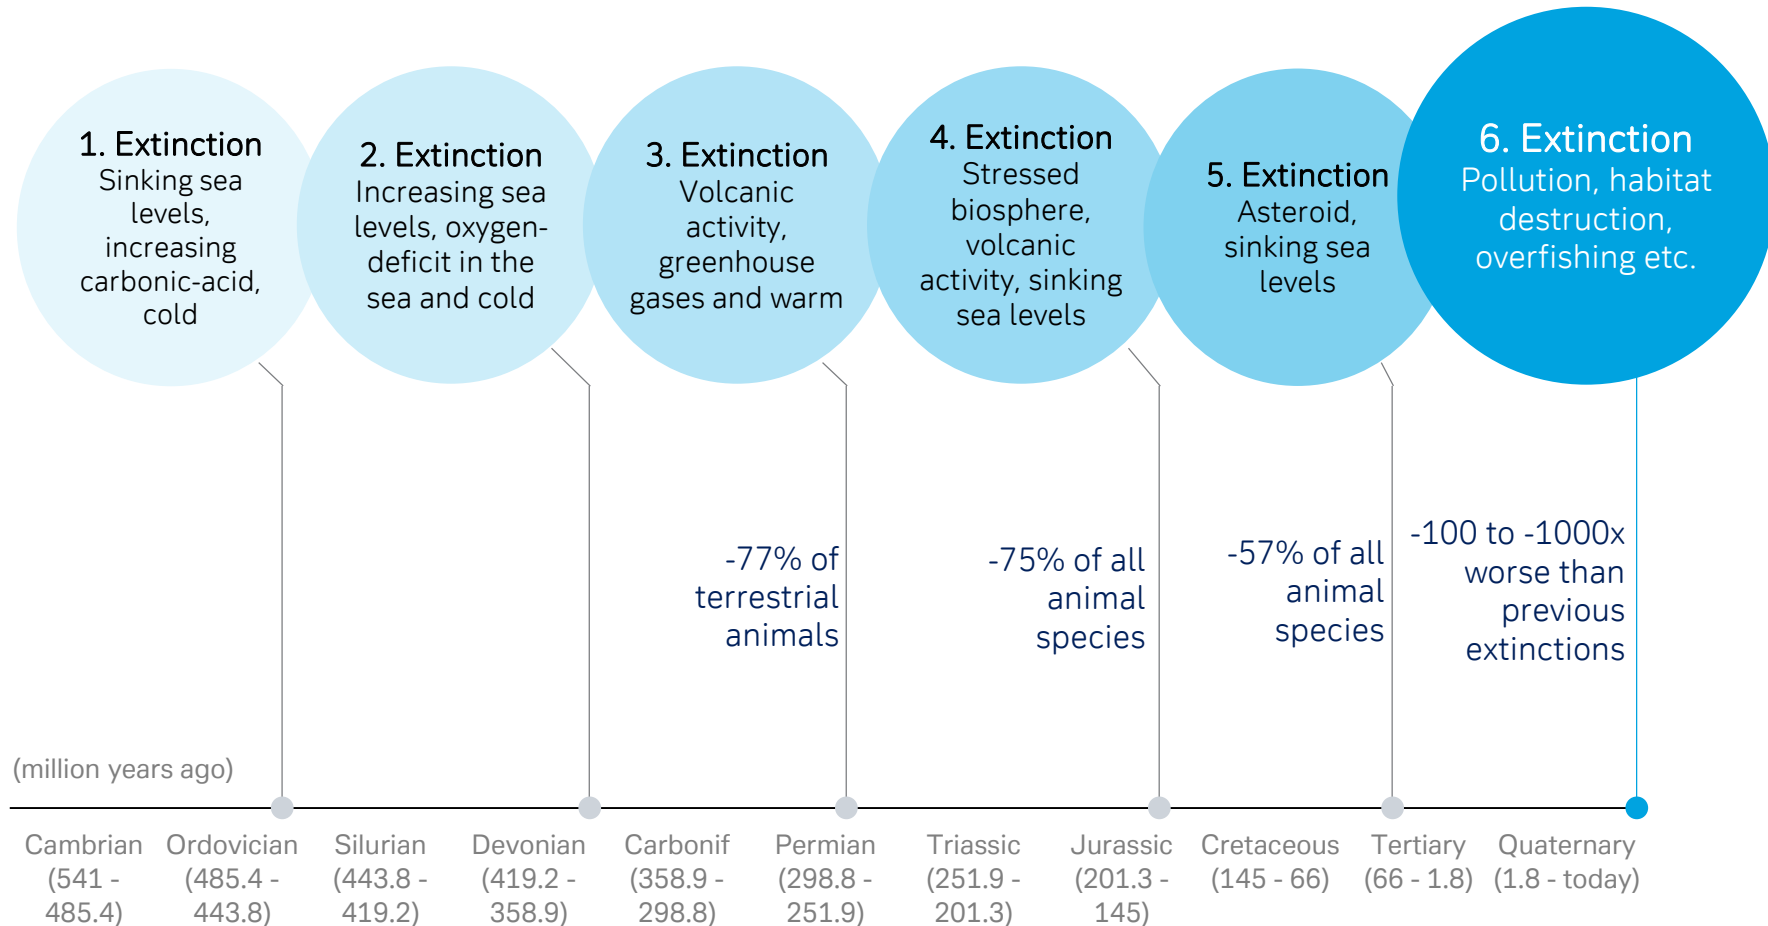 1. Extinction
Sinking sea
levels,
increasing
carbonic-acid,
cold
2. Extinction
Increasing sea
levels, oxygen-
deficit in the
sea and cold
3. Extinction
Volcanic
activity,
greenhouse
gases and warm
4. Extinction
Stressed
biosphere,
volcanic
activity, sinking
sea levels
5. Extinction
Asteroid,
sinking sea
levels
6. Extinction
Pollution, habitat
destruction,
overfishing etc.
-77% of
terrestrial
animals
-75% of all
animal
species
-57% of all
animal
species
-100 to -1000x
worse than
previous
extinctions
(million years ago)
Cambrian
(541 -
485.4)
Ordovician
(485.4 -
443.8)
Silurian
(443.8 -
419.2)
Devonian
(419.2 -
358.9)
Carbonif
(358.9 -
298.8)
Permian
(298.8 -
251.9)
Triassic
(251.9 -
201.3)
Jurassic
(201.3 -
145)
Cretaceous
(145 - 66)
Tertiary
(66 - 1.8)
Quaternary
(1.8 - today)